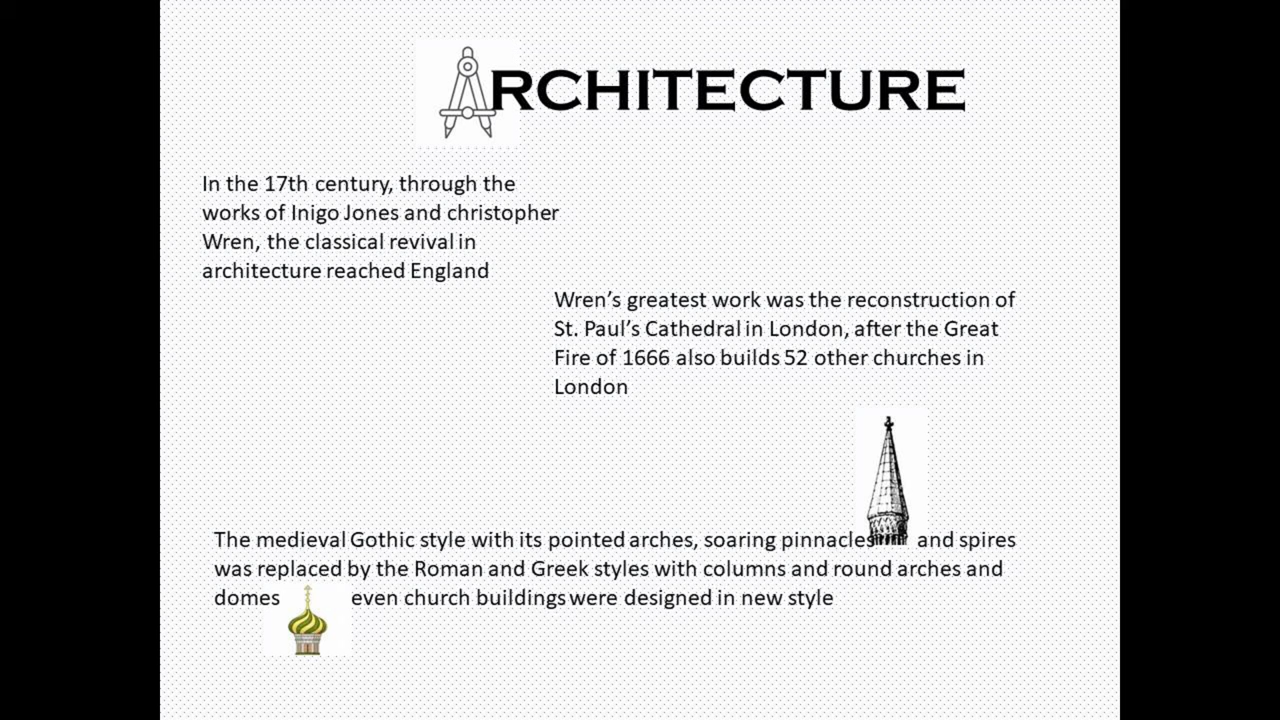 ARCHITECTURE
In the 17th century, through the
works of Inigo Jones and christopher
Wren, the classical revival in
architecture reached England
Wren’s greatest work was the reconstruction of
St. Paul’s Cathedral in London, after the Great
Fire of 1666 also builds 52 other churches in
London
The medieval Gothic style with its pointed arches, soaring pinnacles and spires
was replaced by the Roman and Greek styles with columns and round arches and
domes even church buildings were designed in new style